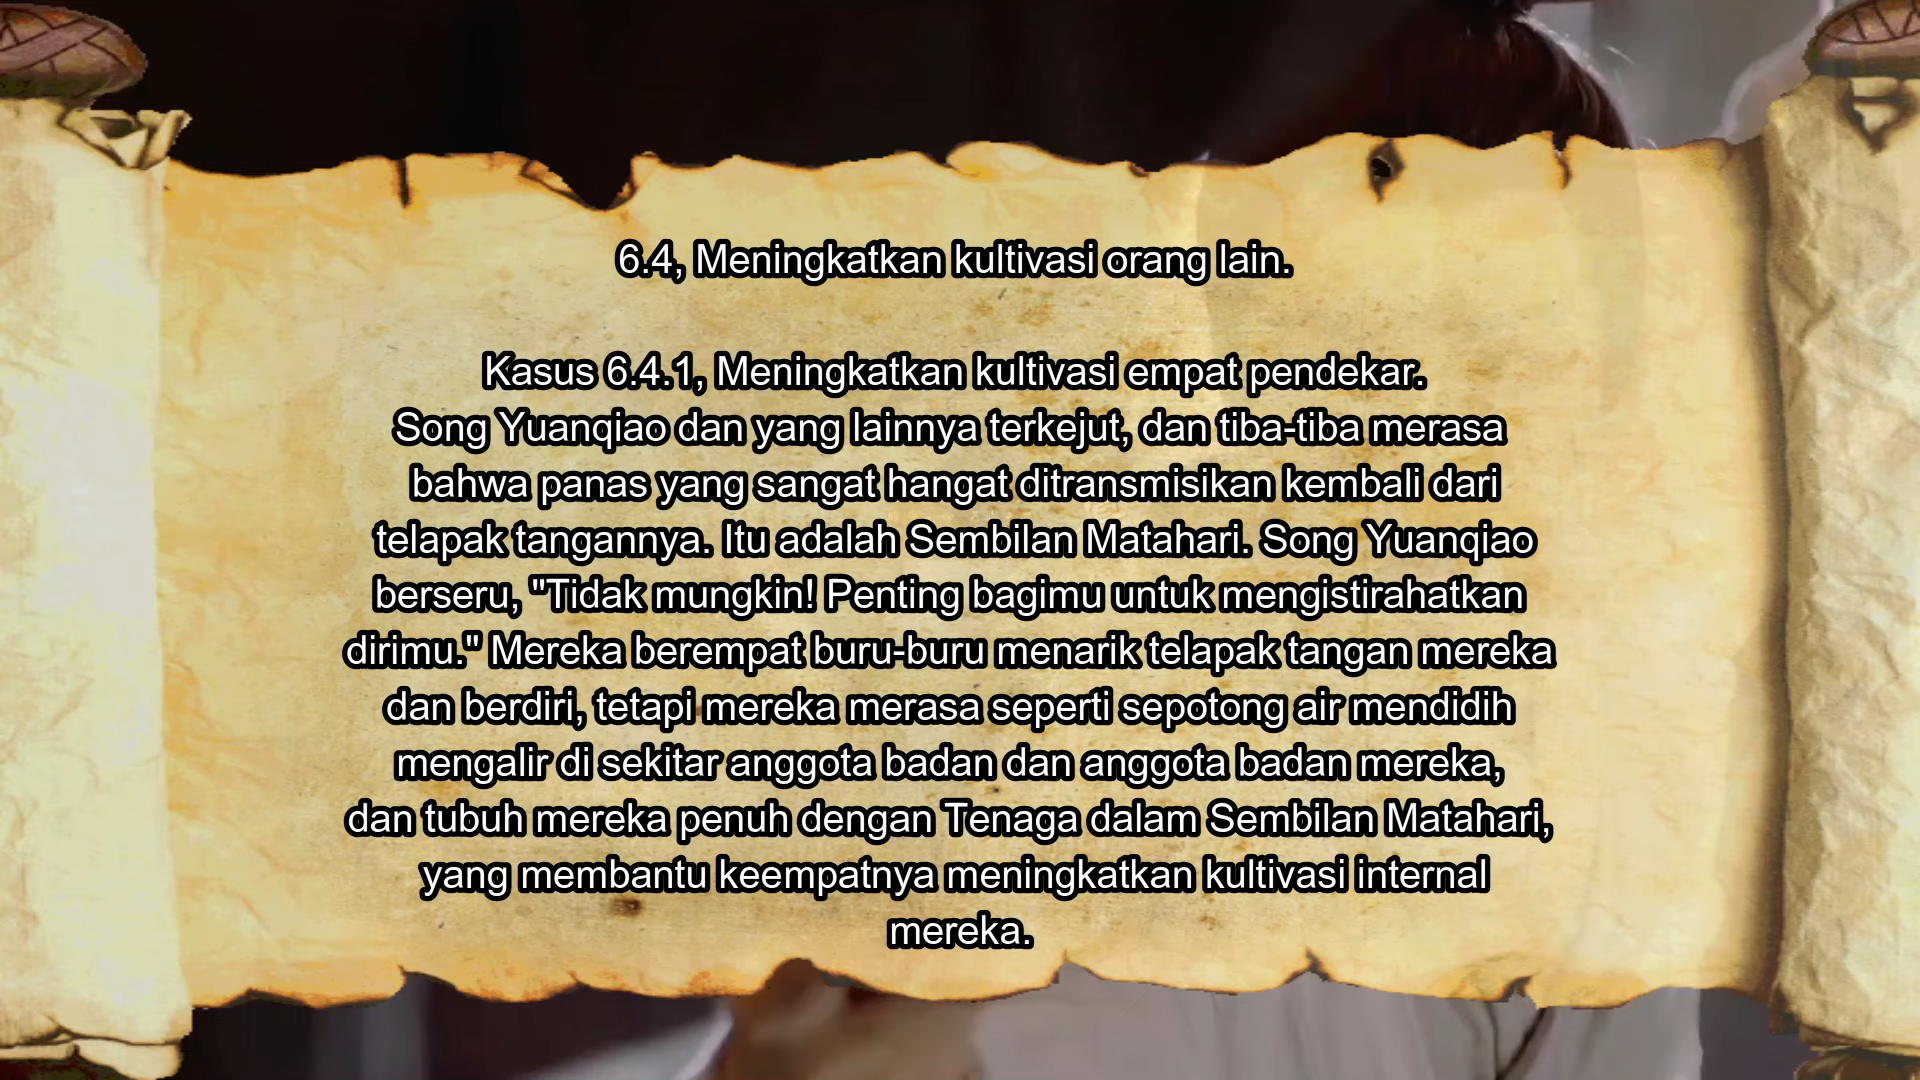 6.4, Meningkatkan kultivasi orang lain.
Kasus 6.4.1, Meningkatkan kultivasi empat pendekar.
Song Yuanqiao dan yang lainnya terkejut, dan tiba-tiba merasa
bahwa panas yang sangat hangat ditransmisikan kembali dari
telapak tangannya. Itu adalah Sembilan Matahari. Song Yuanqiao
berseru, "Tidak mungkin! Penting bagimu untuk mengistirahatkan
dirimu." Mereka berempat buru-buru menarik telapak tangan mereka
dan berdiri, tetapi mereka merasa seperti sepotong air mendidih
mengalir di sekitar anggota badan dan anggota badan mereka,
dan tubuh mereka penuh dengan Tenaga dalam Sembilan Matahari,
yang membantu keempatnya meningkatkan kultivasi internal
mereka.